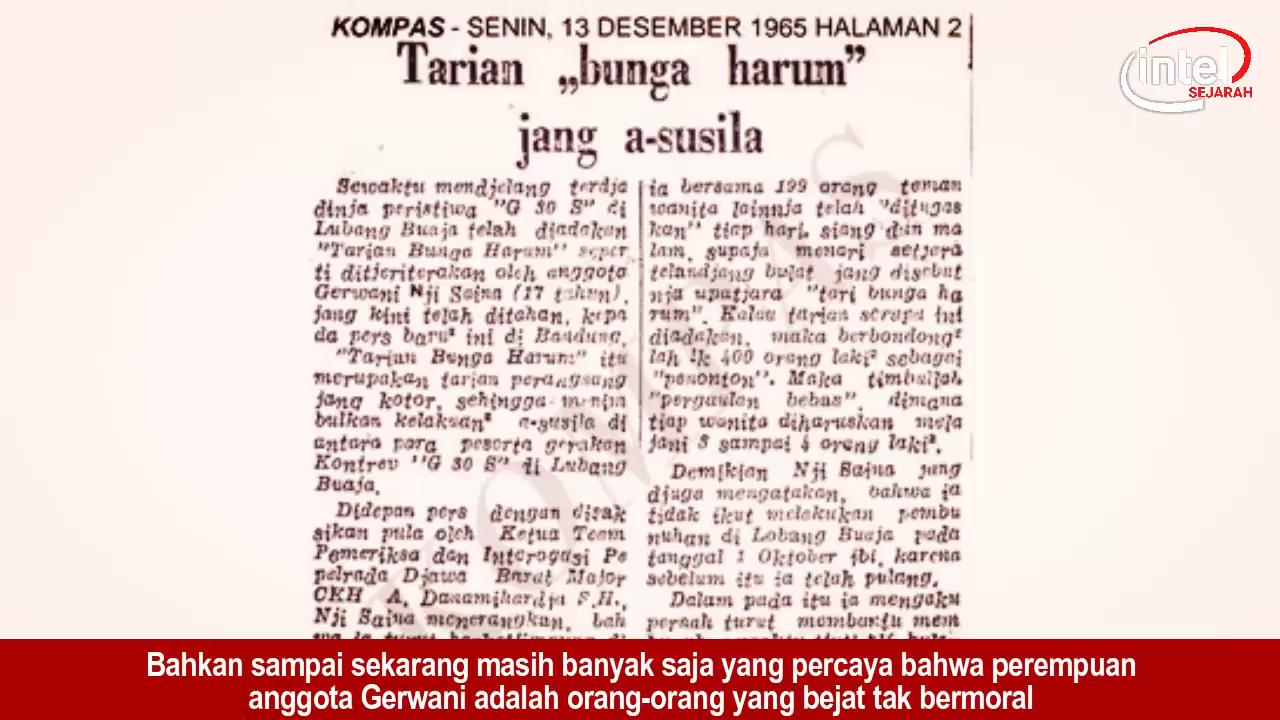 KOMPAS - SENIN, 13 DESEMBER 1965 HALAMAN 2
intel
SEJARAH
Tarian „bunga harum”
jang a-susila
Sewaktu mendjelang terdja
dinja peristiwa "G 30 S" di
Lubang Buaja telah diadakan
"Tarian Bunga Harum" seper
ti ditjeriterakan oleh anggota
Gerwani Nji Saina (17 tahun),
jang kini telah ditahan, kepa
da pers baru² ini di Bandung.
"Tarian Bunga Harum" itu
merupakan tarian perangsang
jang kotor, sehingga menim
bulkan kelakuan² a-susila di
antara para peserta gerakan
Kontrev "G 30 S" di Lubang
Buaja.
Didepan pers dengan disak
sikan pula oleh Ketua Team
Pemeriksa dan Interogasi Pe
pelrada Djawa Barat Major
CKH A. Danamihardja S.H.,
Nji Saina menerangkan, bah
wa ia turut
ia bersama 199 orang teman
wanita lainnja telah "ditugas
kan" tiap hari, siang dan ma
lam, supaja menari setjara
telandjang bulat jang disebut
nja upatjara "tari bunga ha
rum". Kalau tarian serupa ini
diadakan, maka berbondong²
lah lk 400 orang laki² sebagai
"penonton". Maka timbullah
"pergaulan bebas", dimana
tiap wanita diharuskan mela
jani 3 sampai 4 orang laki².
Demikian Nji Saina jang
djuga mengatakan, bahwa ia
tidak ikut melakukan pembu
nuhan di Lobang Buaja pada
tanggal 1 Oktober jbl, karena
sebelum itu ia telah pulang.
Dalam pada itu ia mengaku
pernah turut membantu mem
KOMPAS
Bahkan sampai sekarang masih banyak saja yang percaya bahwa perempuan
anggota Gerwani adalah orang-orang yang bejat tak bermoral